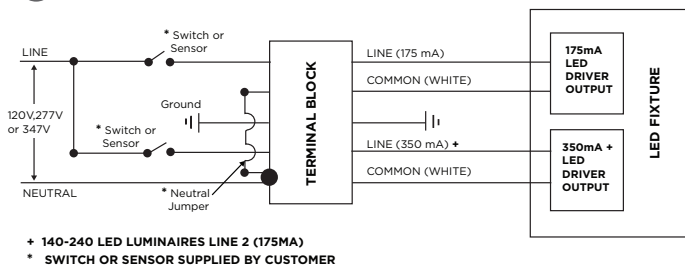 * Switch or
Sensor
LINE
120V,277V
or 347V
Ground
* Switch or
Sensor
NEUTRAL
* Neutral
Jumper
TERMINAL BLOCK
LINE (175 mA)
COMMON (WHITE)
LINE (350 mA) +
COMMON (WHITE)
175mA
LED
DRIVER
OUTPUT
350mA +
LED
DRIVER
OUTPUT
LED FIXTURE
+ 140-240 LED LUMINAIRES LINE 2 (175MA)
* SWITCH OR SENSOR SUPPLIED BY CUSTOMER